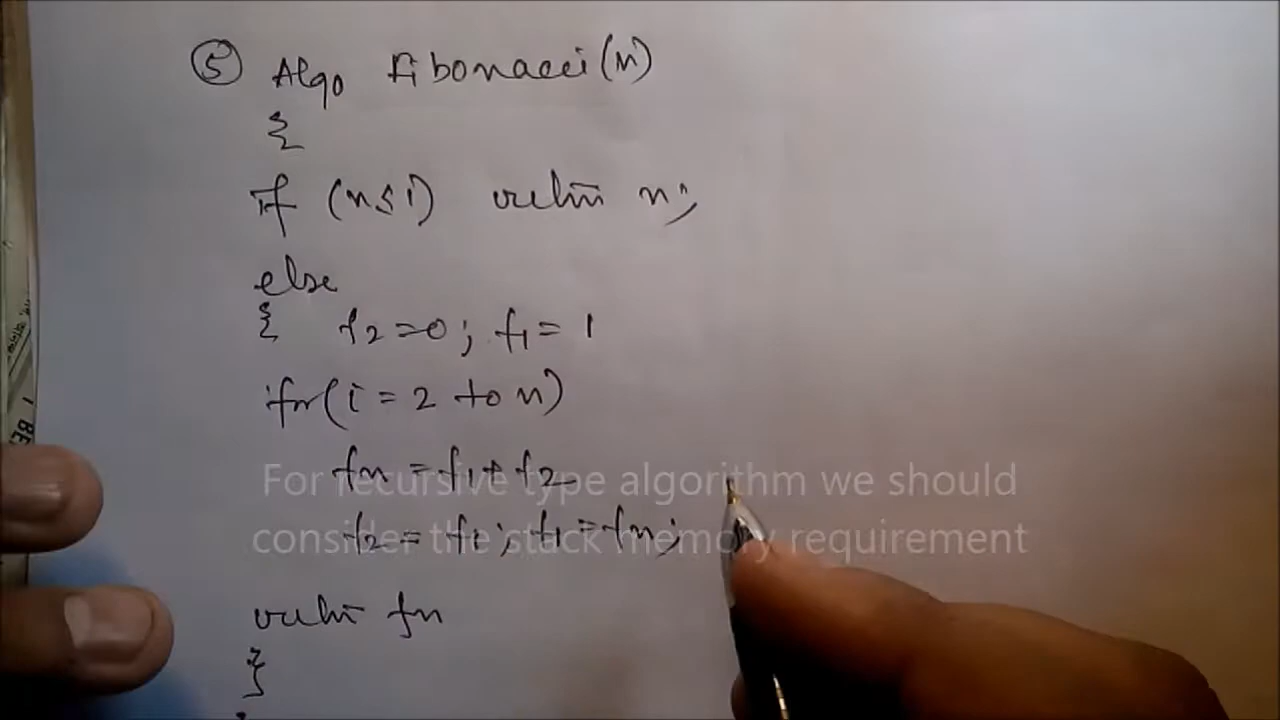 ⑤ Algo Fibonacci(n)
{
if (n≤1) return n;
else
{ f2=0; f1= 1
for(i = 2 to n)
fn = f1+f2
f2 = f1; f1=fn;
return fn
}
For recursive type algorithm we should
consider the stack memory requirement
BE